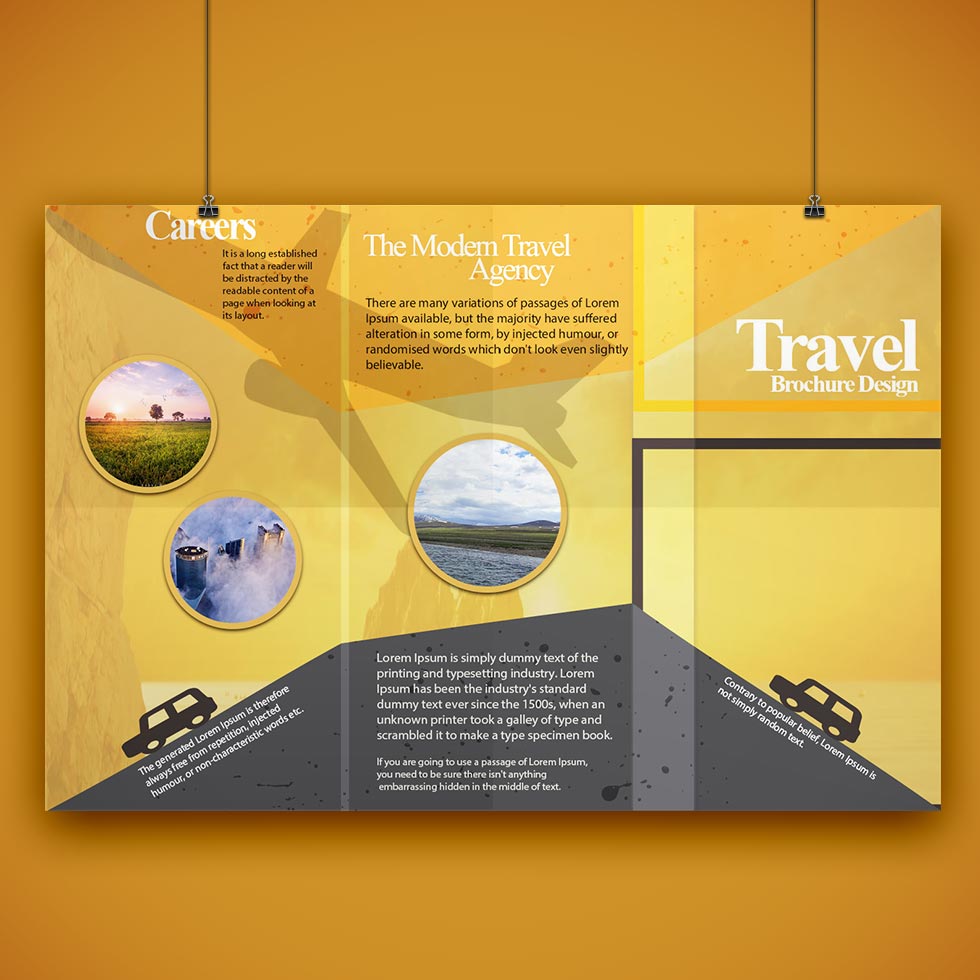 Careers
It is a long established
fact that a reader will
be distracted by the
readable content of a
page when looking at
its layout.
The Modern Travel
Agency
There are many variations of passages of Lorem
Ipsum available, but the majority have suffered
alteration in some form, by injected humour, or
randomised words which don't look even slightly
believable.
Travel
Brochure Design
The generated Lorem Ipsum is therefore
always free from repetition, injected
humour, or non-characteristic words etc.
Lorem Ipsum is simply dummy text of the
printing and typesetting industry. Lorem
Ipsum has been the industry's standard
dummy text ever since the 1500s, when an
unknown printer took a galley of type and
scrambled it to make a type specimen book.
If you are going to use a passage of Lorem Ipsum,
you need to be sure there isn't anything
embarrassing hidden in the middle of text.
Contrary to popular belief, Lorem Ipsum is
not simply random text.